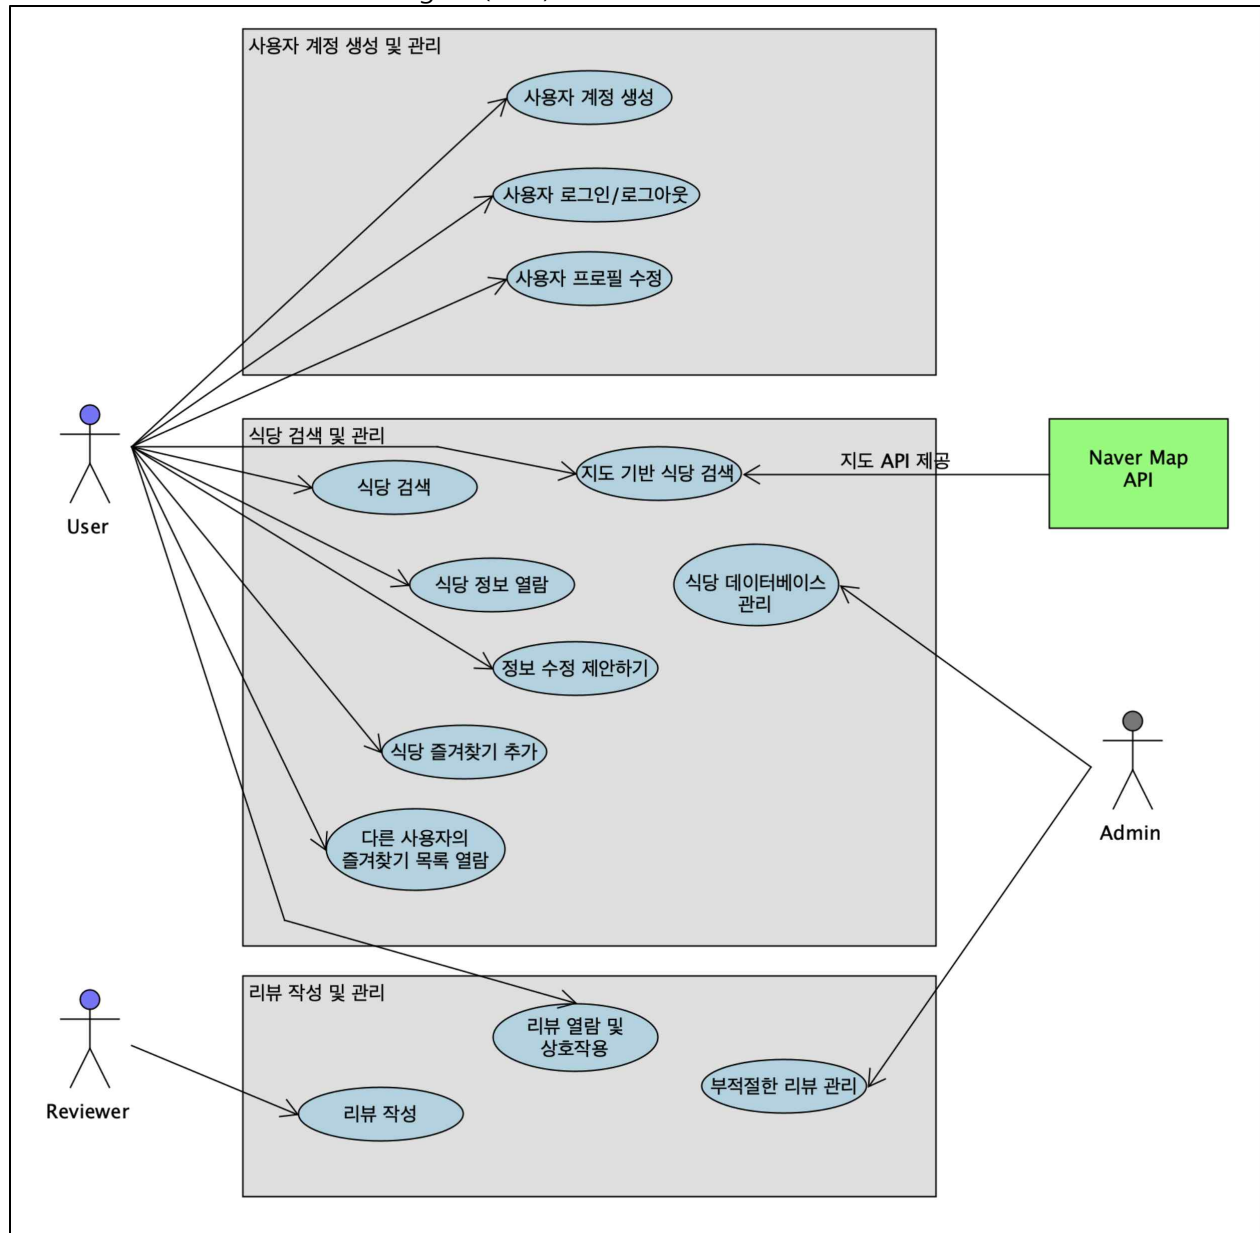 사용자 계정 생성 및 관리
사용자 계정 생성
사용자 로그인/로그아웃
사용자 프로필 수정
User
식당 검색 및 관리
식당 검색
지도 기반 식당 검색
지도 API 제공
Naver Map
API
식당 정보 열람
식당 데이터베이스
관리
정보 수정 제안하기
식당 즐겨찾기 추가
다른 사용자의
즐겨찾기 목록 열람
Admin
리뷰 작성 및 관리
리뷰 열람 및
상호작용
부적절한 리뷰 관리
Reviewer
리뷰 작성